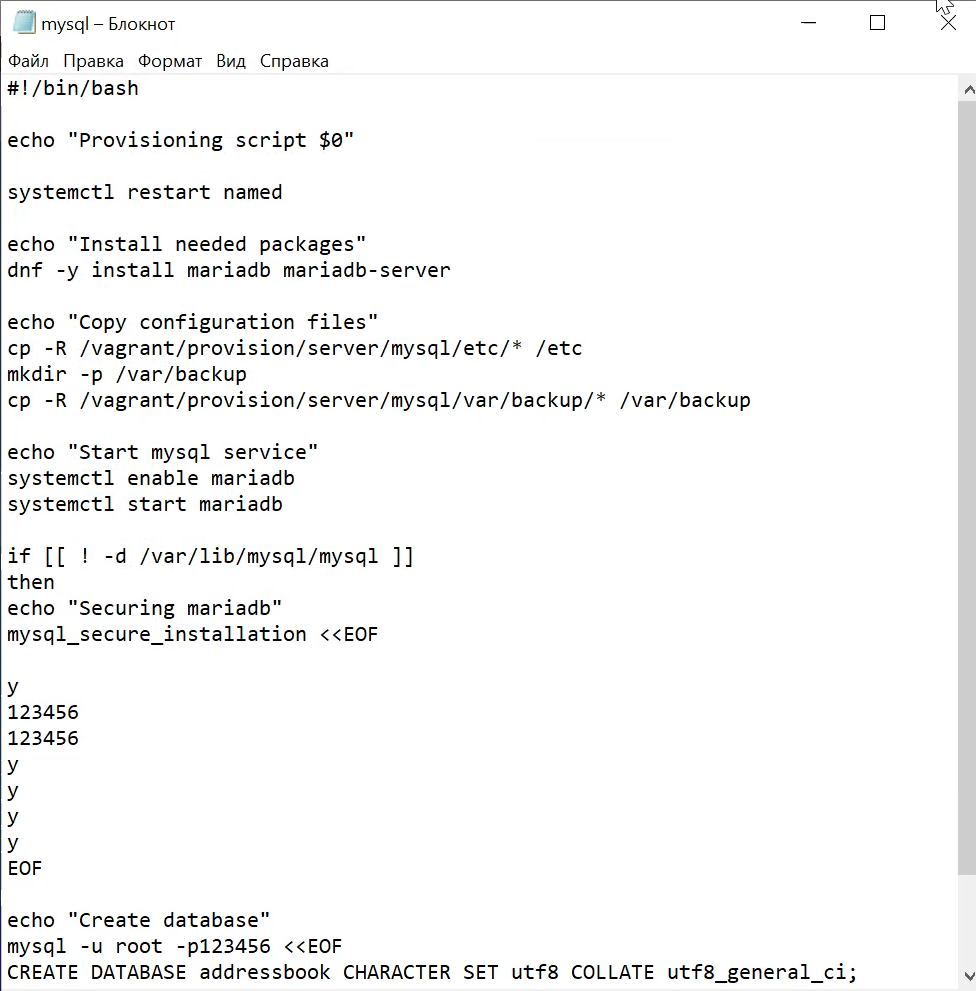 mysql – Блокнот
Файл Правка Формат Вид Справка
#!/bin/bash
echo "Provisioning script $0"
systemctl restart named
echo "Install needed packages"
dnf -y install mariadb mariadb-server
echo "Copy configuration files"
cp -R /vagrant/provision/server/mysql/etc/* /etc
mkdir -p /var/backup
cp -R /vagrant/provision/server/mysql/var/backup/* /var/backup
echo "Start mysql service"
systemctl enable mariadb
systemctl start mariadb
if [[ ! -d /var/lib/mysql/mysql ]]
then
echo "Securing mariadb"
mysql_secure_installation <<EOF
y
123456
123456
y
y
y
y
EOF
echo "Create database"
mysql -u root -p123456 <<EOF
CREATE DATABASE addressbook CHARACTER SET utf8 COLLATE utf8_general_ci;